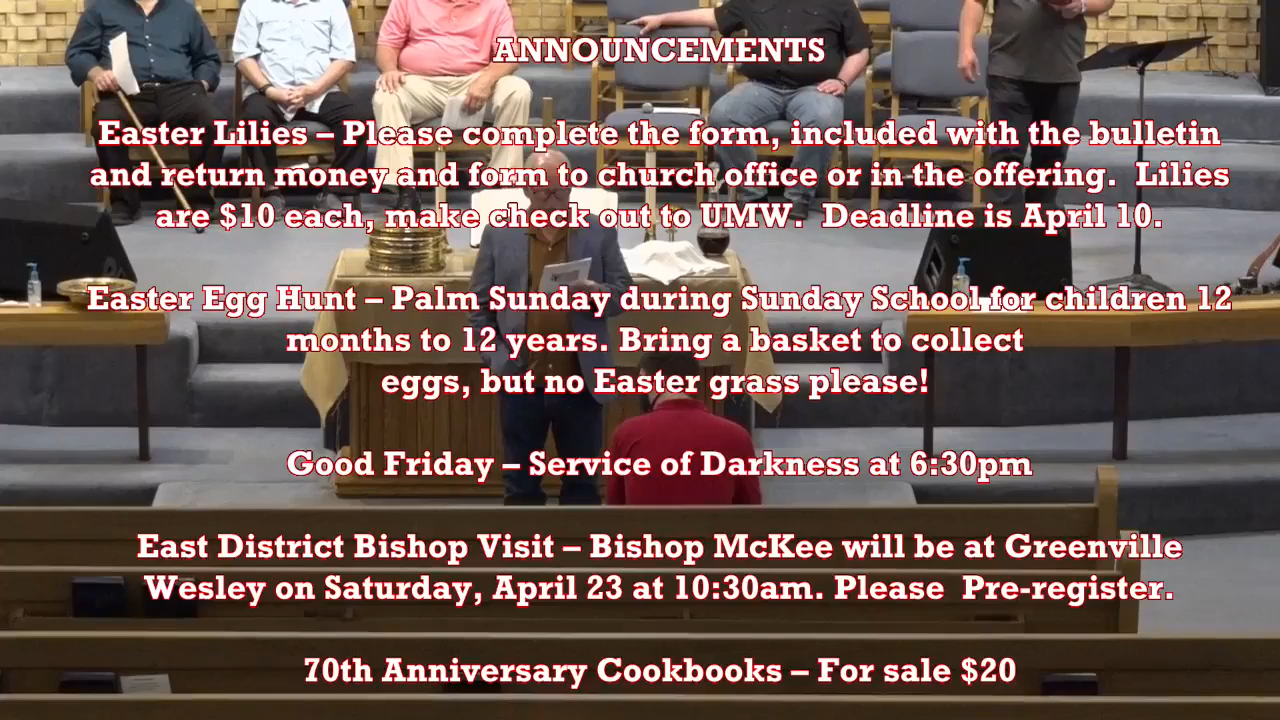 ANNOUNCEMENTS
Easter Lilies – Please complete the form, included with the bulletin
and return money and form to church office or in the offering.  Lilies
are $10 each, make check out to UMW.  Deadline is April 10.
Easter Egg Hunt – Palm Sunday during Sunday School for children 12
months to 12 years. Bring a basket to collect
eggs, but no Easter grass please!
Good Friday – Service of Darkness at 6:30pm
East District Bishop Visit – Bishop McKee will be at Greenville
Wesley on Saturday, April 23 at 10:30am. Please  Pre-register.
70th Anniversary Cookbooks – For sale $20